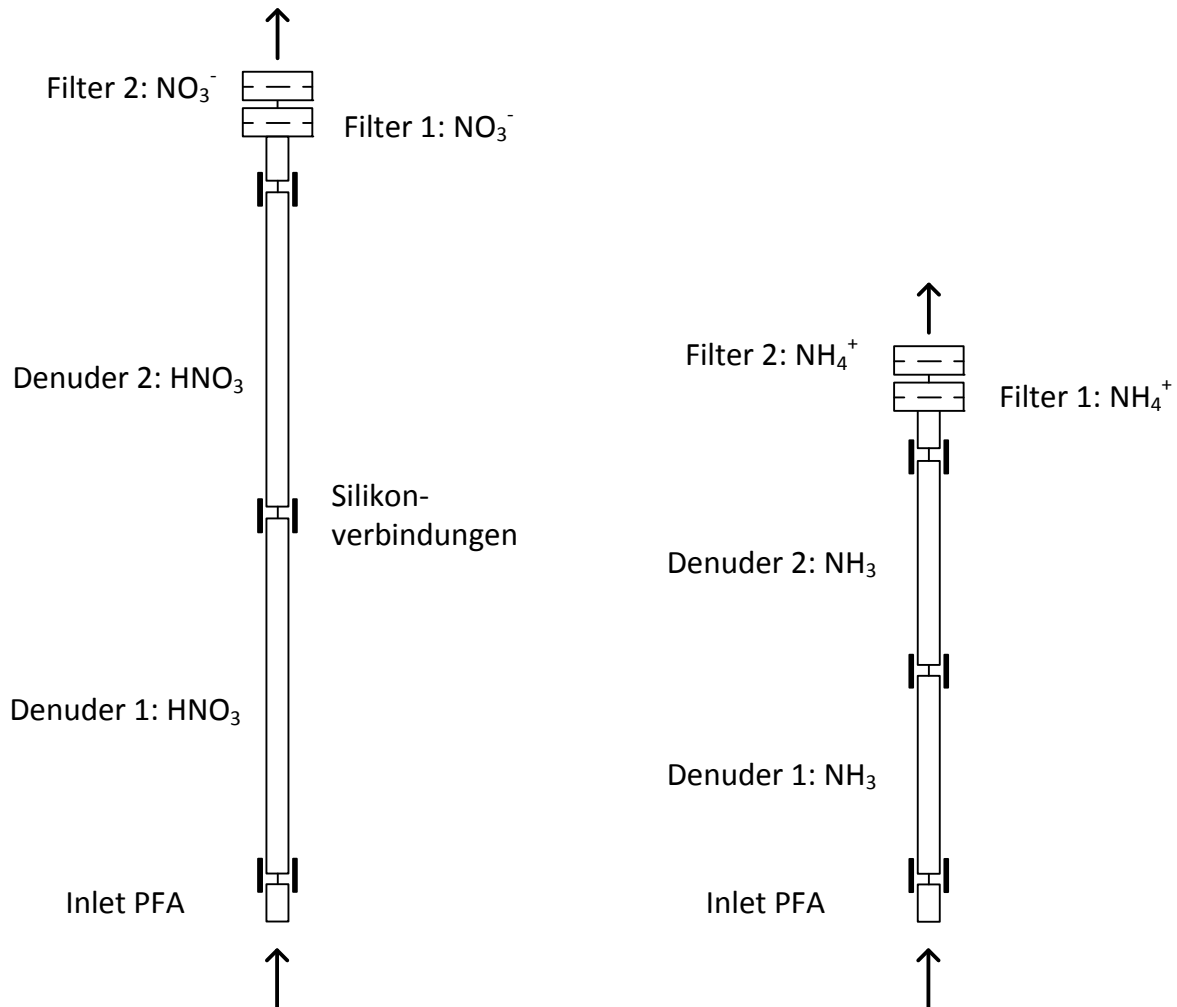 Filter 2: NO₃⁻
Filter 1: NO₃⁻
Denuder 2: HNO₃
Silikon-
verbindungen
Denuder 1: HNO₃
Inlet PFA
Filter 2: NH₄⁺
Filter 1: NH₄⁺
Denuder 2: NH₃
Denuder 1: NH₃
Inlet PFA